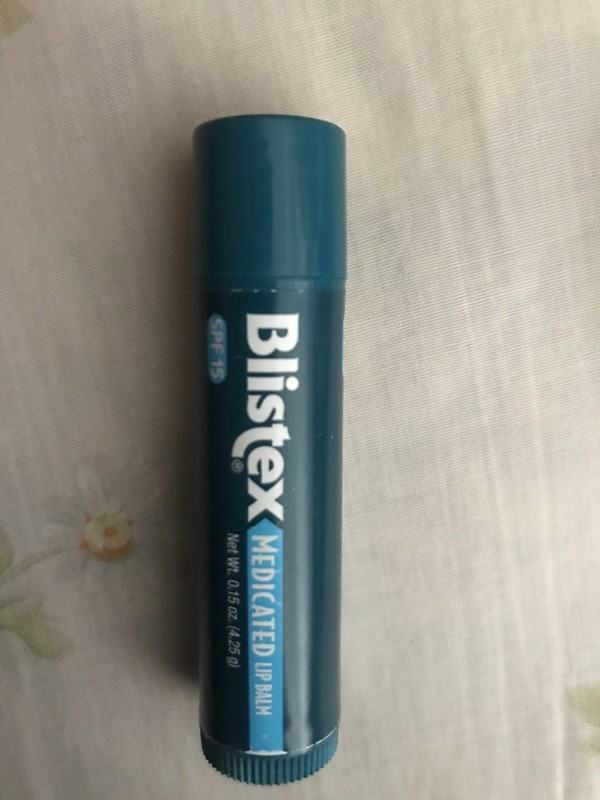 SPF 15
Blistex®
MEDICATED LIP BALM
Net Wt. 0.15 oz. (4.25 g)